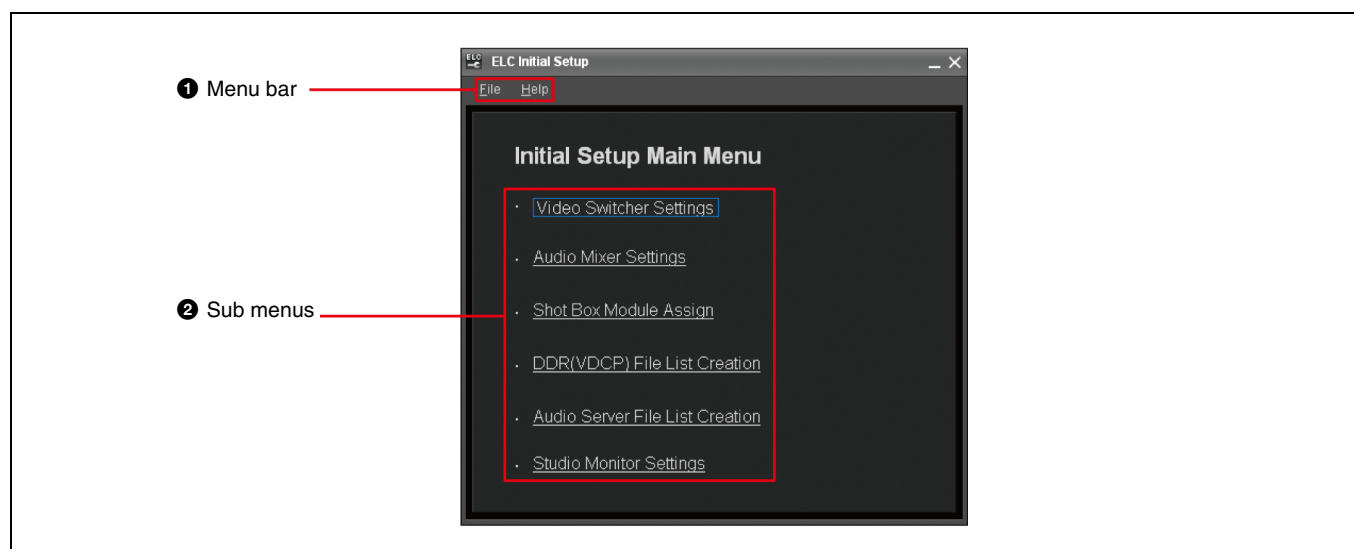 ELC ELC Initial Setup
❶ Menu bar
File Help
Initial Setup Main Menu
· Video Switcher Settings
· Audio Mixer Settings
❷ Sub menus
· Shot Box Module Assign
· DDR(VDCP) File List Creation
· Audio Server File List Creation
· Studio Monitor Settings